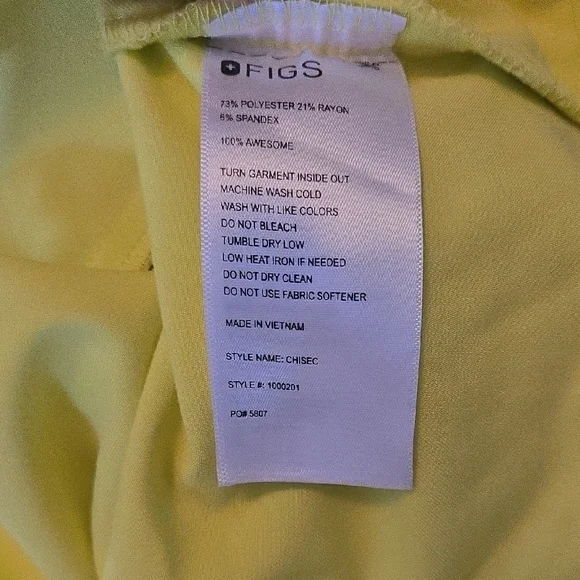 FIGS
73% POLYESTER 21% RAYON
6% SPANDEX
100% AWESOME
TURN GARMENT INSIDE OUT
MACHINE WASH COLD
WASH WITH LIKE COLORS
DO NOT BLEACH
TUMBLE DRY LOW
LOW HEAT IRON IF NEEDED
DO NOT DRY CLEAN
DO NOT USE FABRIC SOFTENER
MADE IN VIETNAM
STYLE NAME: CHISEC
STYLE #: 1000201
PO# 5807